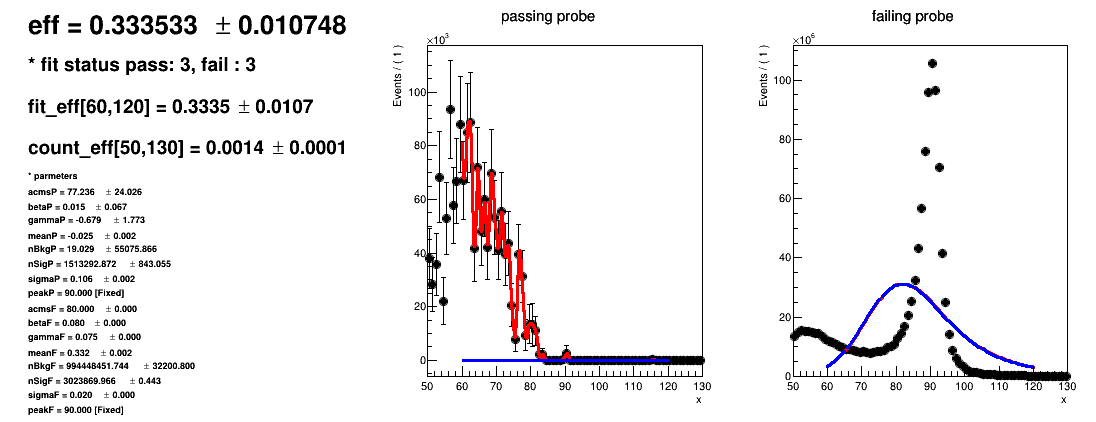 eff = 0.333533 ± 0.010748
* fit status pass: 3, fail : 3
fit_eff[60,120] = 0.3335 ± 0.0107
count_eff[50,130] = 0.0014 ± 0.0001
* parmeters
acmsP = 77.236 ± 24.026
betaP = 0.015 ± 0.067
gammaP = -0.679 ± 1.773
meanP = -0.025 ± 0.002
nBkgP = 19.029 ± 55075.866
nSigP = 1513292.872 ± 843.055
sigmaP = 0.106 ± 0.002
peakP = 90.000 [Fixed]
acmsF = 80.000 ± 0.000
betaF = 0.080 ± 0.000
gammaF = 0.075 ± 0.000
meanF = 0.332 ± 0.002
nBkgF = 994448451.744 ± 32200.800
nSigF = 3023869.966 ± 0.443
sigmaF = 0.020 ± 0.000
peakF = 90.000 [Fixed]
passing probe
×10³
Events / ( 1 )
100
80
60
40
20
0
50 60 70 80 90 100 110 120 130
x
failing probe
×10⁶
Events / ( 1 )
100
80
60
40
20
0
50 60 70 80 90 100 110 120 130
x